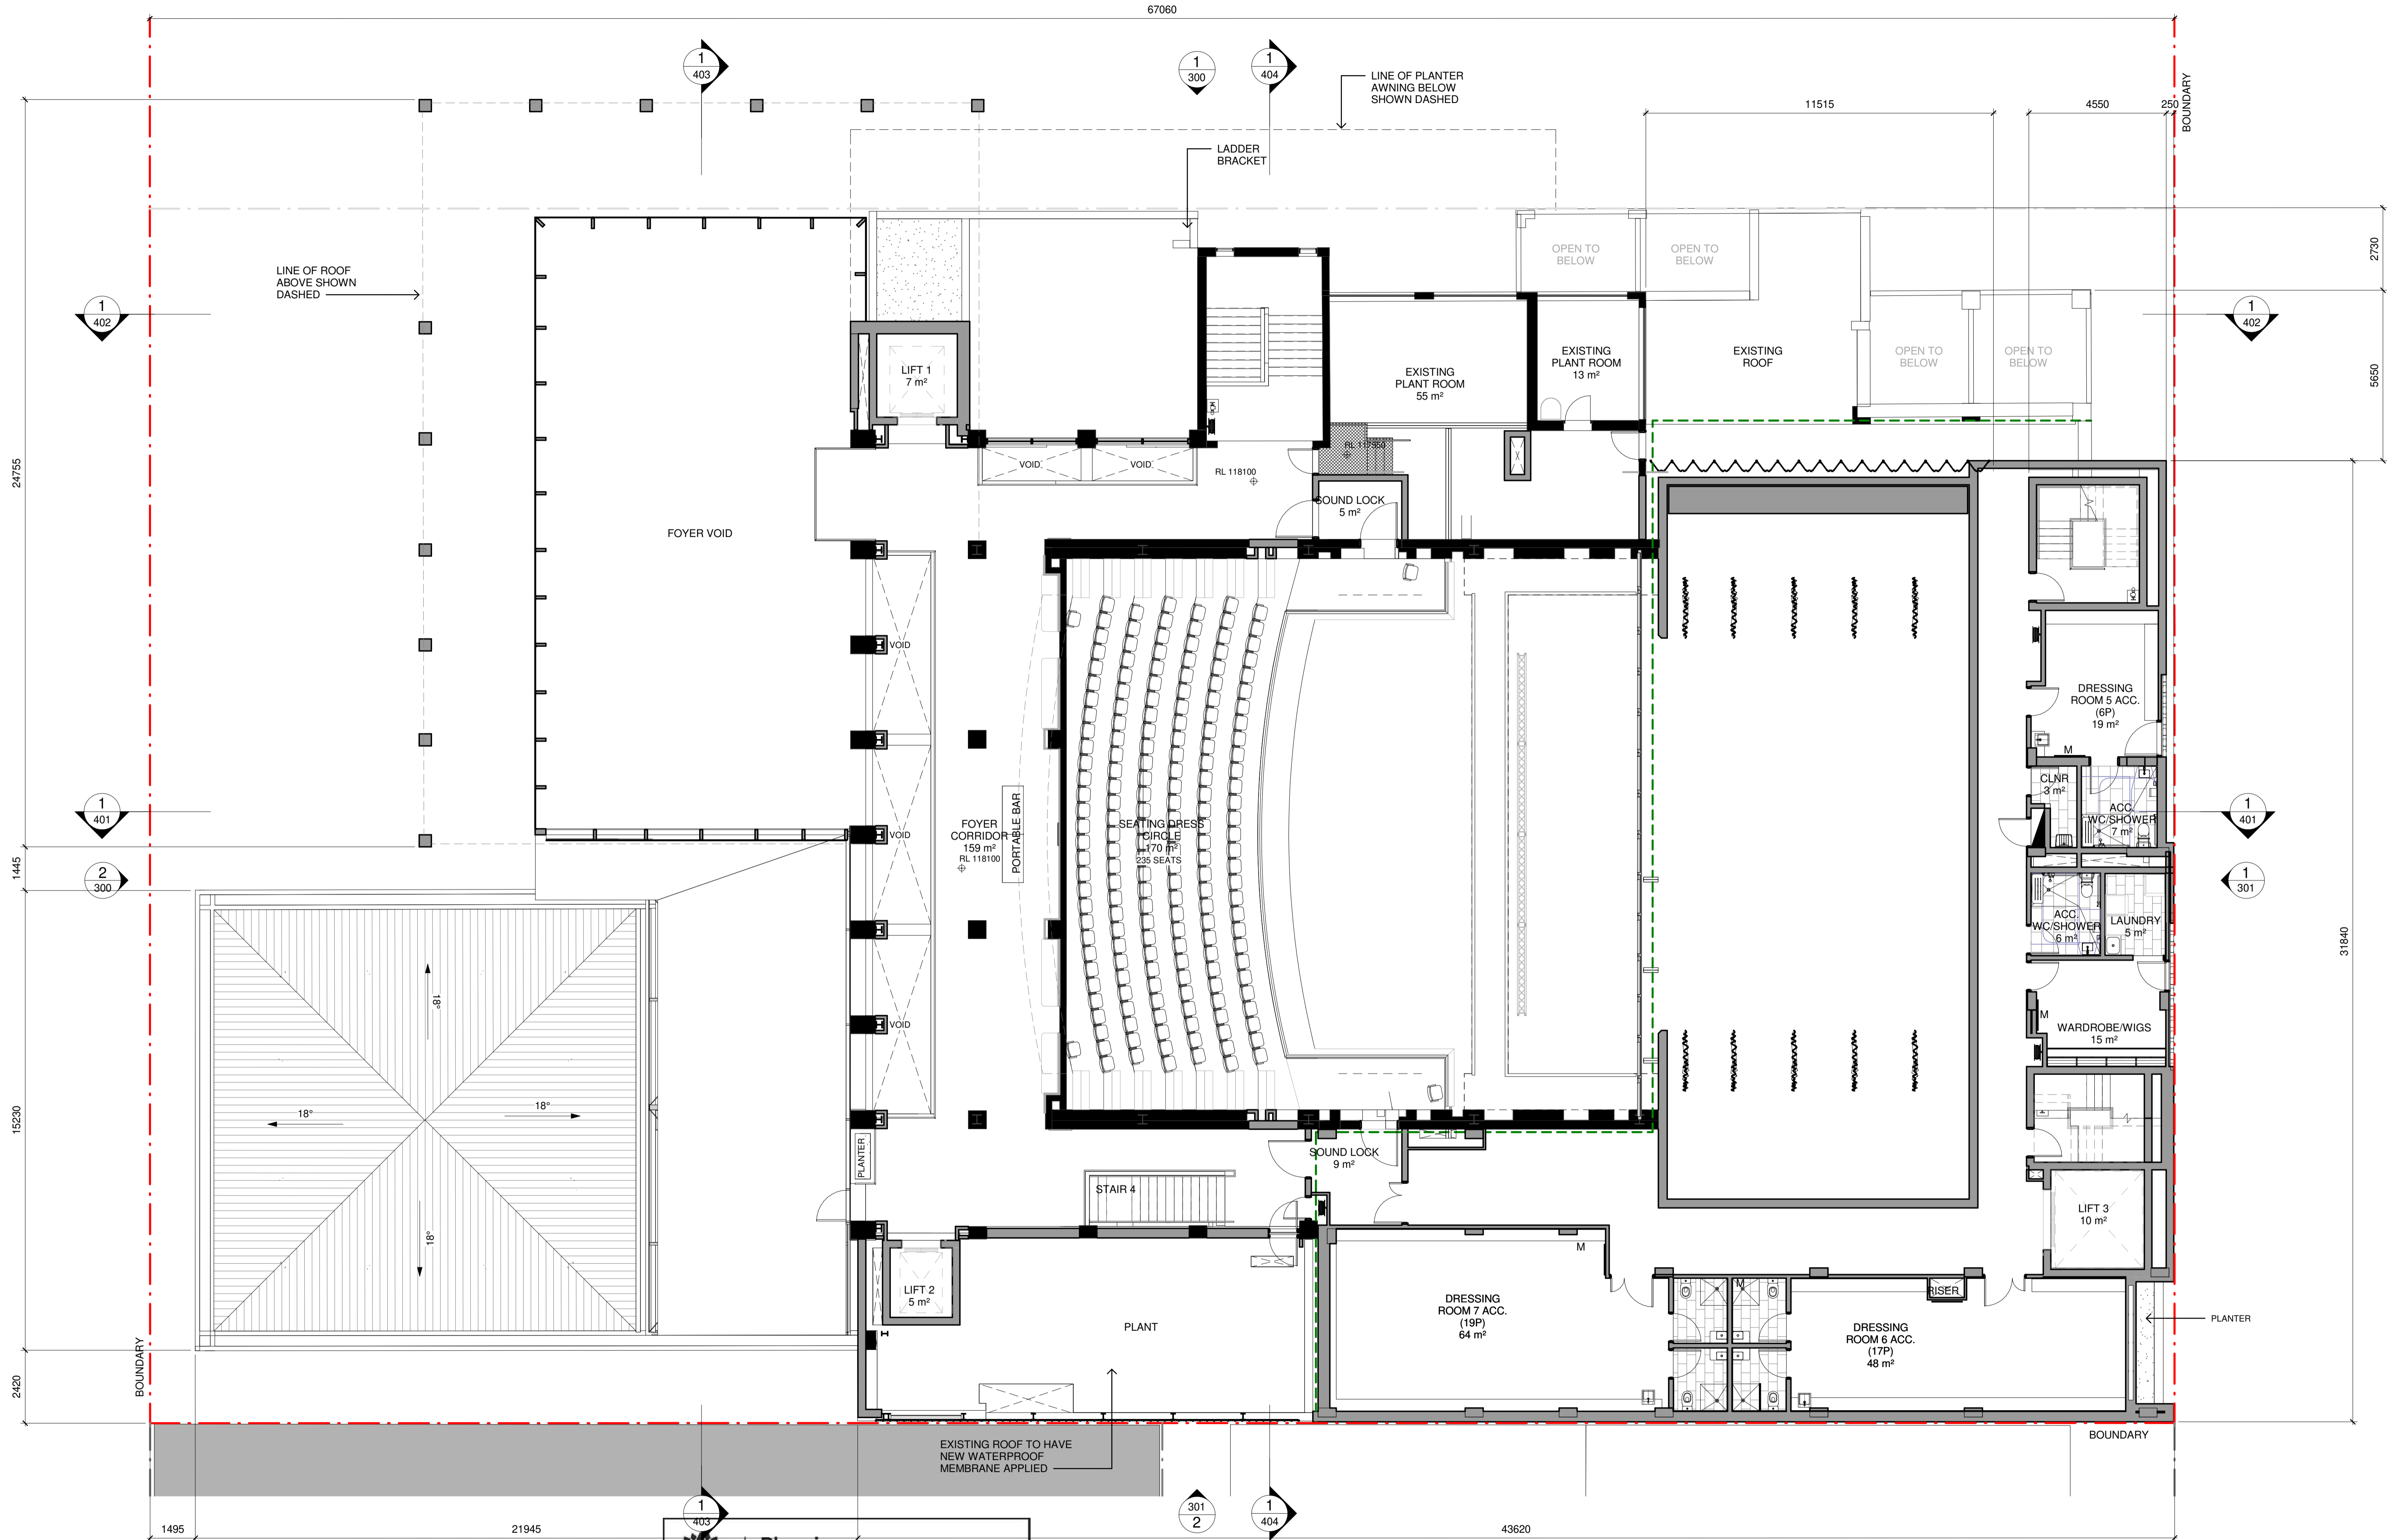 67060
1
403
1
300
1
404
LINE OF PLANTER
AWNING BELOW
SHOWN DASHED
11515
4550
250
BOUNDARY
LADDER
BRACKET
LINE OF ROOF
ABOVE SHOWN
DASHED
OPEN TO
BELOW
OPEN TO
BELOW
2730
1
402
1
402
LIFT 1
7 m²
EXISTING
PLANT ROOM
55 m²
EXISTING
PLANT ROOM
13 m²
EXISTING
ROOF
OPEN TO
BELOW
OPEN TO
BELOW
5650
24755
VOID
VOID
RL 118100
RL 117550
SOUND LOCK
5 m²
FOYER VOID
VOID
DRESSING
ROOM 5 ACC.
(6P)
19 m²
M
CLNR
3 m²
ACC.
WC/SHOWER
7 m²
1
401
1
401
FOYER
CORRIDOR
159 m²
RL 118100
PORTABLE BAR
VOID
SEATING DRESS
CIRCLE
170 m²
235 SEATS
1445
2
300
1
301
ACC.
WC/SHOWER
6 m²
LAUNDRY
5 m²
31840
18°
VOID
M
WARDROBE/WIGS
15 m²
18°
18°
15230
PLANTER
SOUND LOCK
9 m²
STAIR 4
18°
LIFT 3
10 m²
M
LIFT 2
5 m²
PLANT
DRESSING
ROOM 7 ACC.
(19P)
64 m²
M
RISER
DRESSING
ROOM 6 ACC.
(17P)
48 m²
PLANTER
2420
BOUNDARY
BOUNDARY
EXISTING ROOF TO HAVE
NEW WATERPROOF
MEMBRANE APPLIED
1
403
301
2
1
404
1495
21945
43620